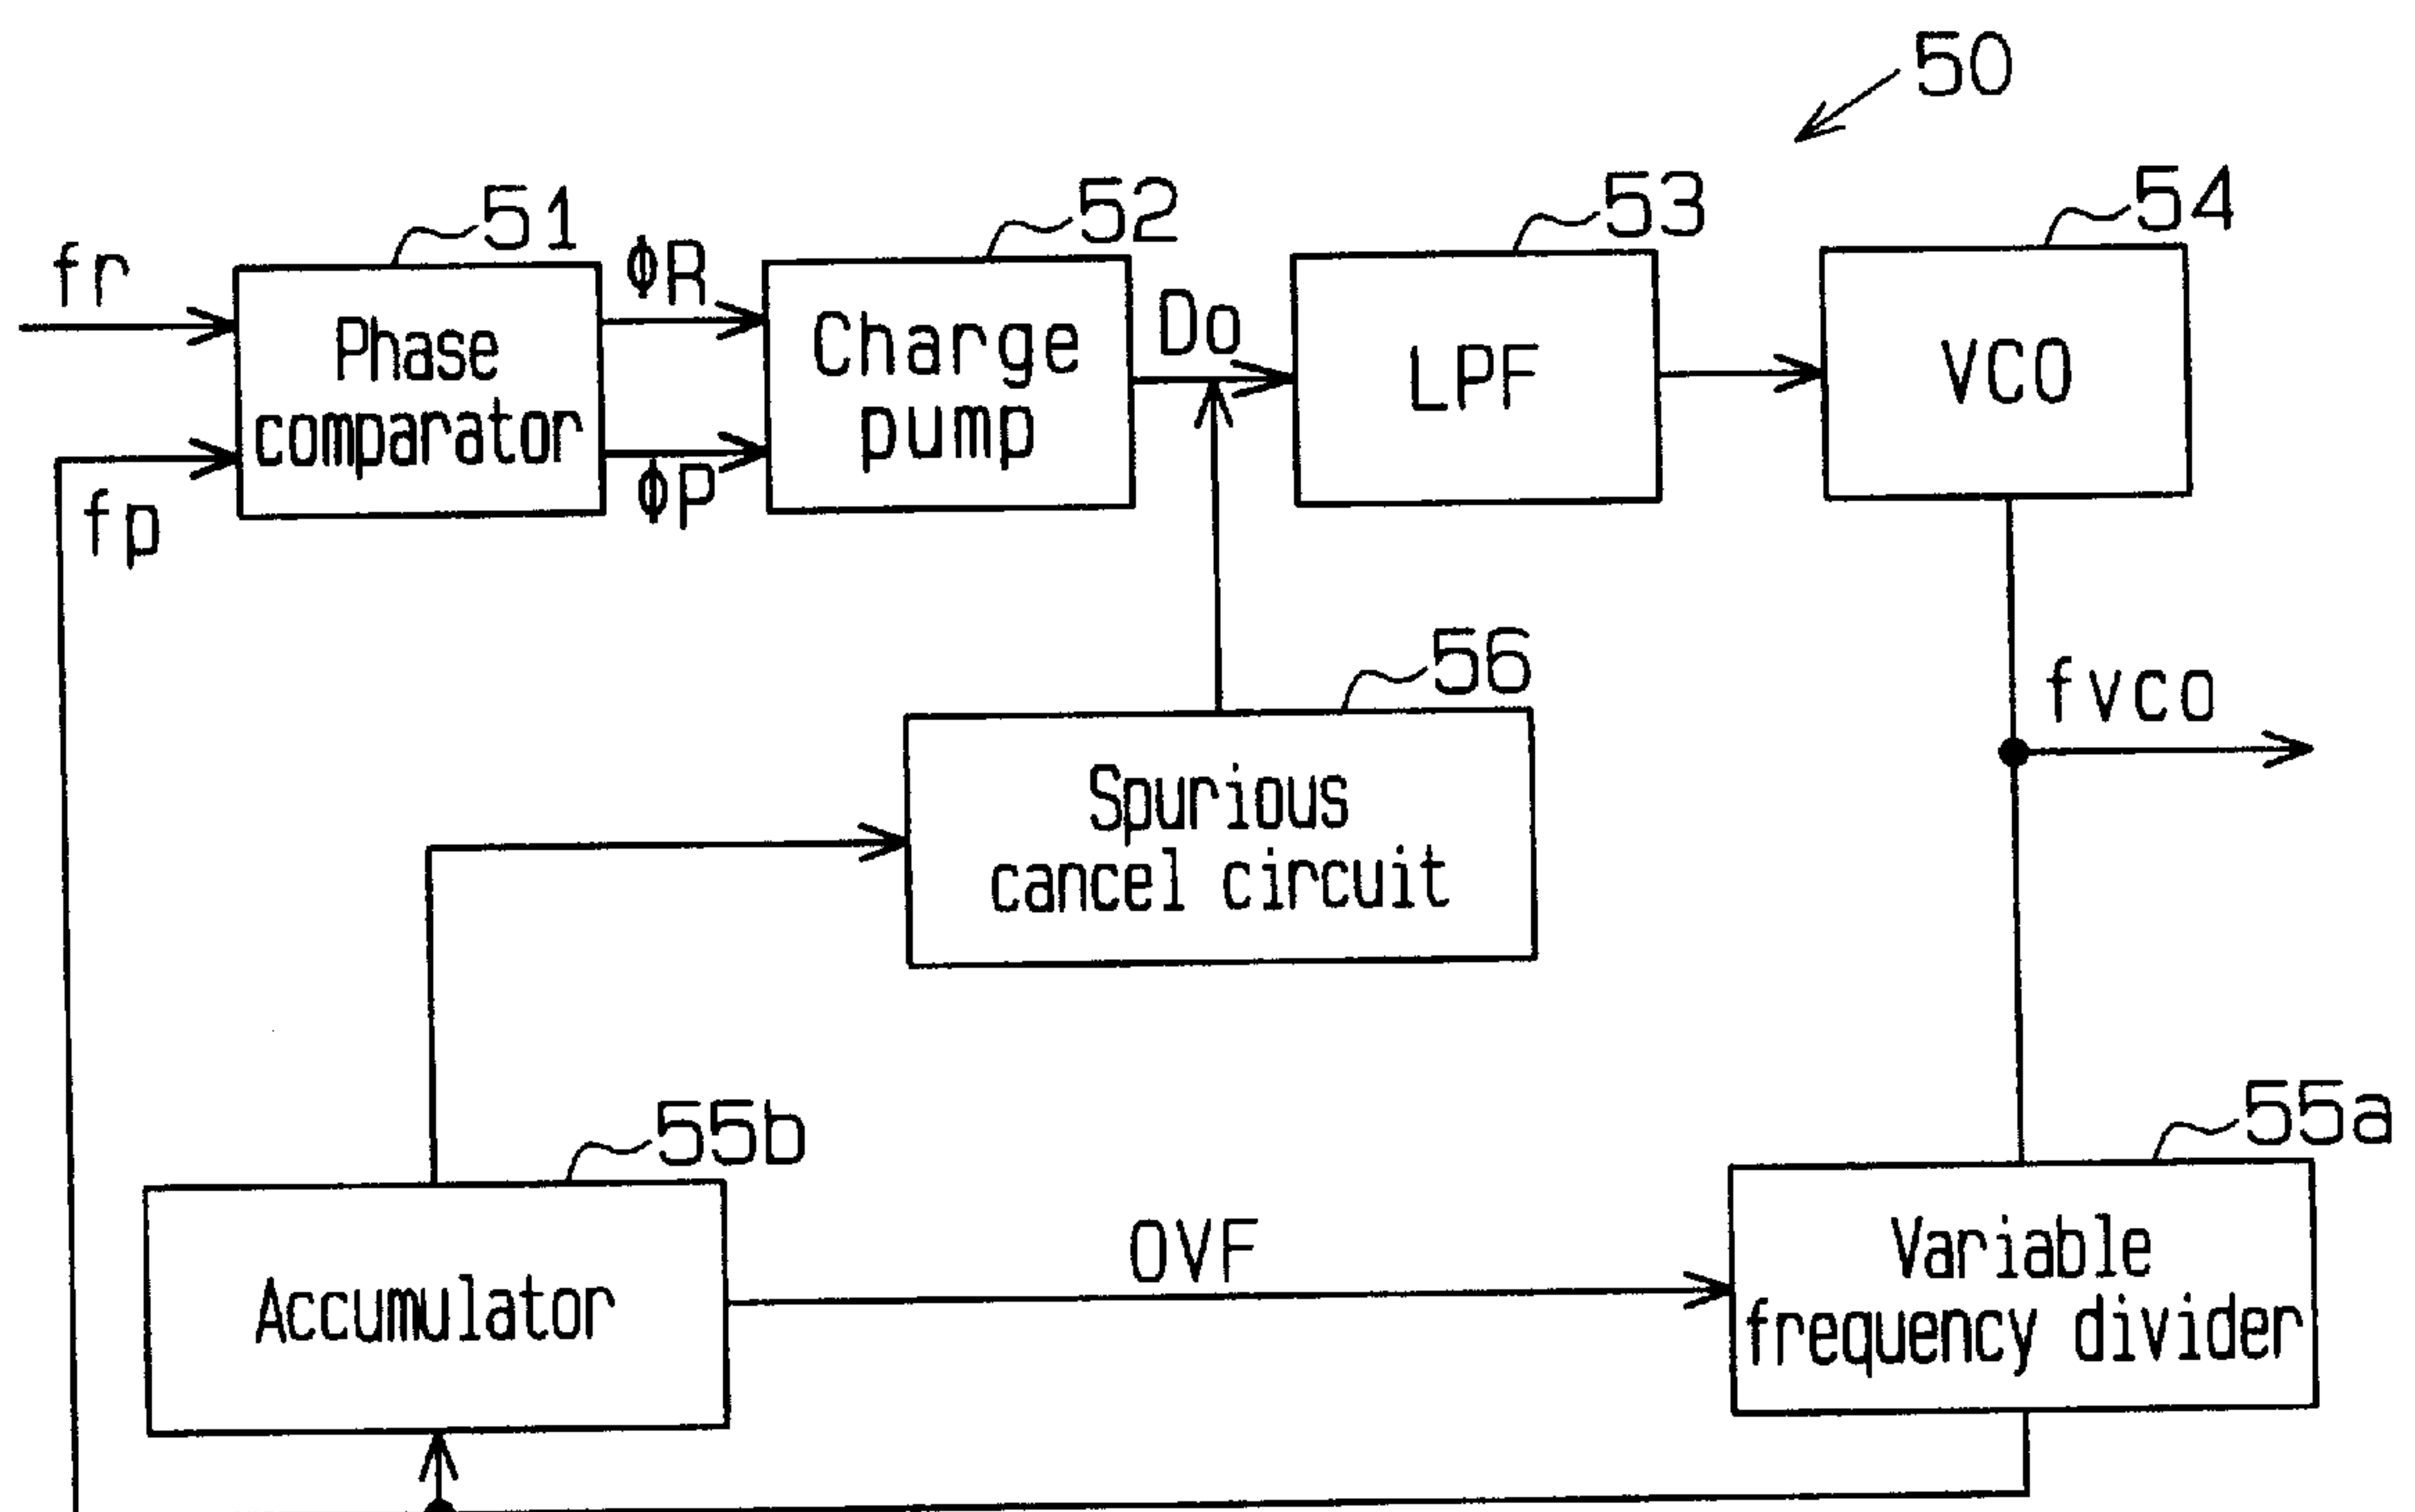 50
51
52
53
54
fr
ΦR
Do
Phase
comparator
Charge
pump
LPF
VCO
fp
ΦP
56
fvco
Spurious
cancel circuit
55b
55a
OVF
Accumulator
Variable
frequency divider